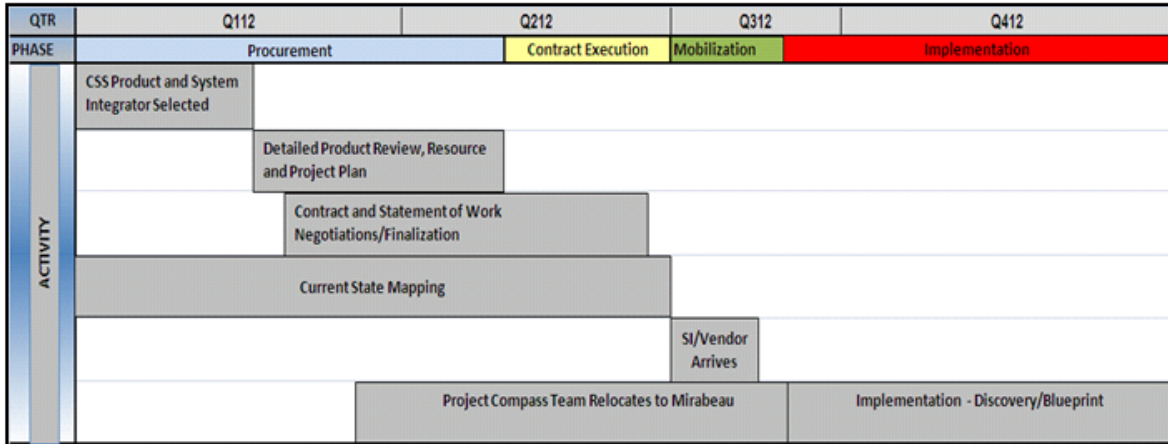 QTR Q112 Q212 Q312 Q412
PHASE Procurement Contract Execution Mobilization Implementation
ACTIVITY
CSS Product and System
Integrator Selected
Detailed Product Review, Resource
and Project Plan
Contract and Statement of Work
Negotiations/Finalization
Current State Mapping
SI/Vendor
Arrives
Project Compass Team Relocates to Mirabeau Implementation - Discovery/Blueprint